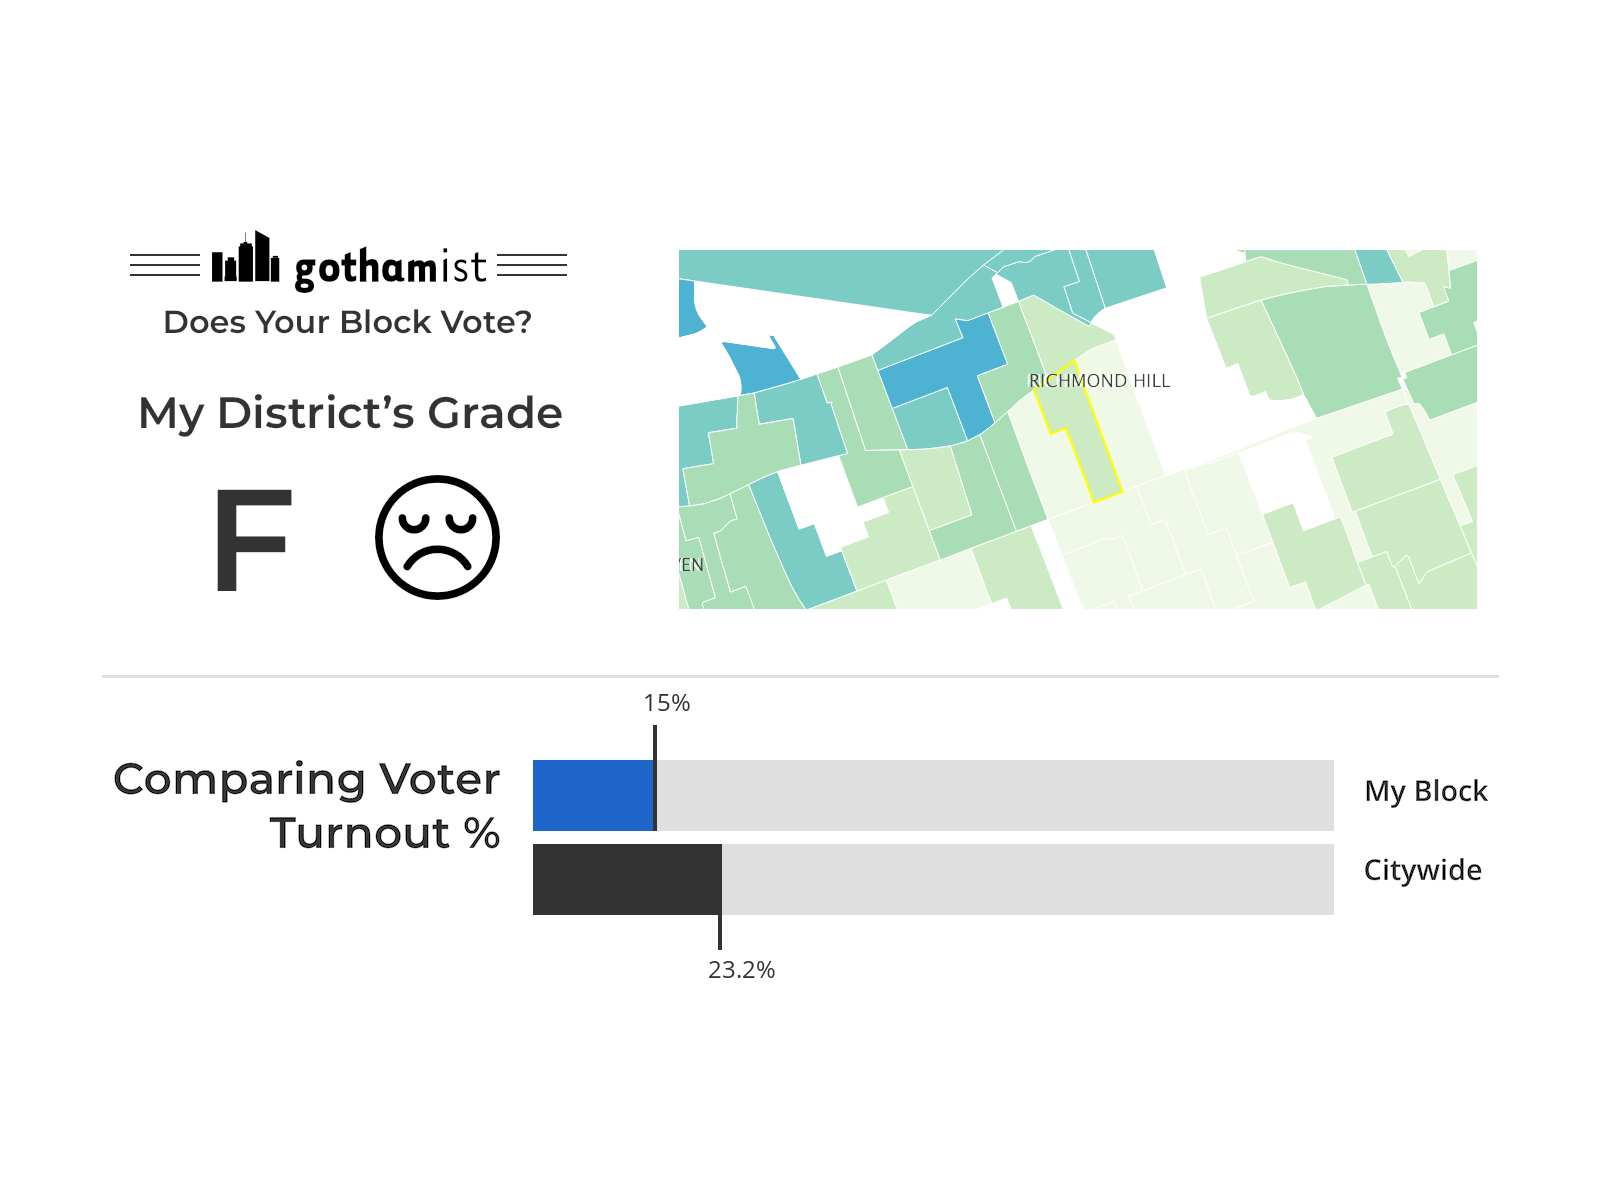 gothamist
Does Your Block Vote?
My District's Grade
F
RICHMOND HILL
VEN
15%
Comparing Voter
Turnout %
My Block
Citywide
23.2%